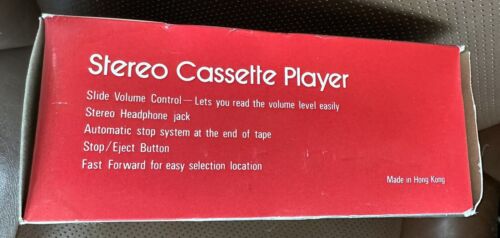 Stereo Cassette Player
Slide Volume Control — Lets you read the volume level easily
Stereo Headphone jack
Automatic stop system at the end of tape
Stop/Eject Button
Fast Forward for easy selection location
Made in Hong Kong